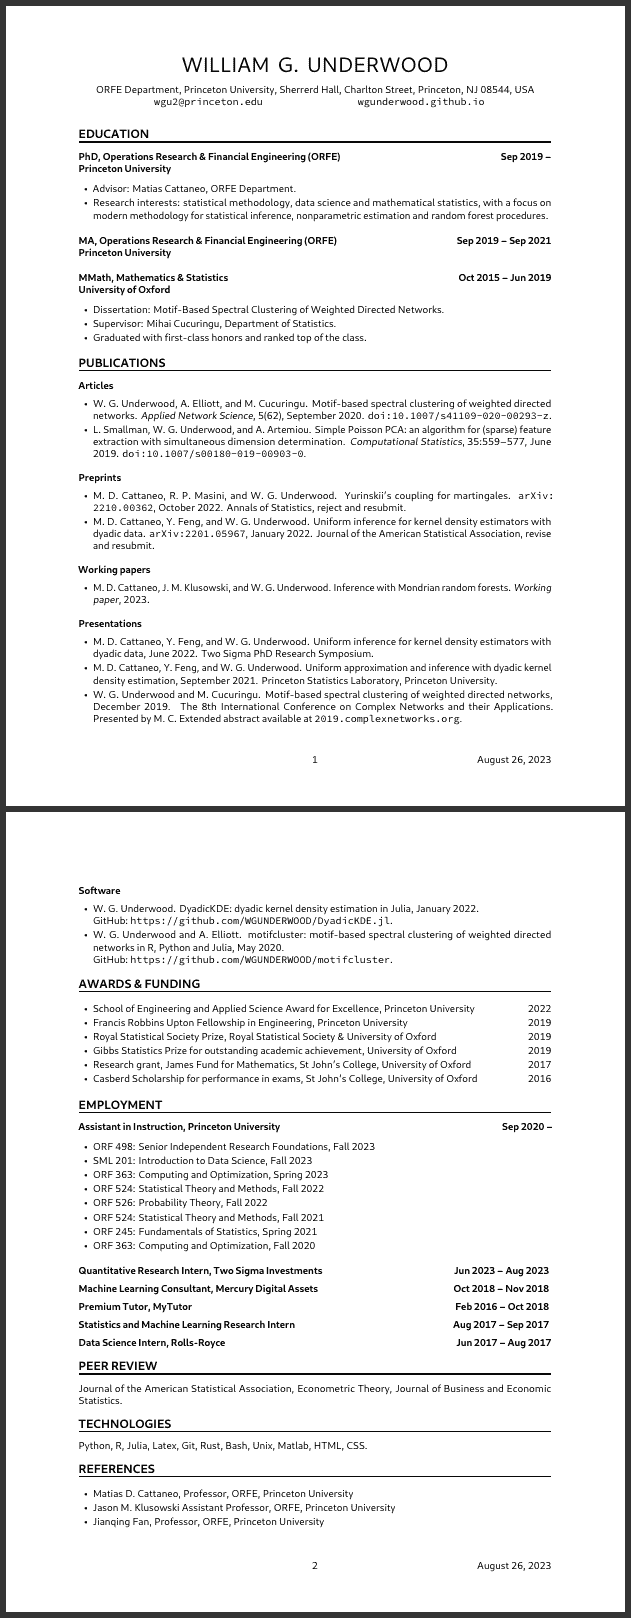 WILLIAM G. UNDERWOOD
ORFE Department, Princeton University, Sherrerd Hall, Charlton Street, Princeton, NJ 08544, USA
wgu2@princeton.edu wgunderwood.github.io
EDUCATION
PhD, Operations Research & Financial Engineering (ORFE) Sep 2019 –
Princeton University
• Advisor: Matias Cattaneo, ORFE Department.
• Research interests: statistical methodology, data science and mathematical statistics, with a focus on
modern methodology for statistical inference, nonparametric estimation and random forest procedures.
MA, Operations Research & Financial Engineering (ORFE) Sep 2019 – Sep 2021
Princeton University
MMath, Mathematics & Statistics Oct 2015 – Jun 2019
University of Oxford
• Dissertation: Motif-Based Spectral Clustering of Weighted Directed Networks.
• Supervisor: Mihai Cucuringu, Department of Statistics.
• Graduated with first-class honors and ranked top of the class.
PUBLICATIONS
Articles
• W. G. Underwood, A. Elliott, and M. Cucuringu. Motif-based spectral clustering of weighted directed
networks. Applied Network Science, 5(62), September 2020. doi:10.1007/s41109-020-00293-z.
• L. Smallman, W. G. Underwood, and A. Artemiou. Simple Poisson PCA: an algorithm for (sparse) feature
extraction with simultaneous dimension determination. Computational Statistics, 35:559–577, June
2019. doi:10.1007/s00180-019-00903-0.
Preprints
• M. D. Cattaneo, R. P. Masini, and W. G. Underwood. Yurinskii's coupling for martingales. arXiv:
2210.00362, October 2022. Annals of Statistics, reject and resubmit.
• M. D. Cattaneo, Y. Feng, and W. G. Underwood. Uniform inference for kernel density estimators with
dyadic data. arXiv:2201.05967, January 2022. Journal of the American Statistical Association, revise
and resubmit.
Working papers
• M. D. Cattaneo, J. M. Klusowski, and W. G. Underwood. Inference with Mondrian random forests. Working
paper, 2023.
Presentations
• M. D. Cattaneo, Y. Feng, and W. G. Underwood. Uniform inference for kernel density estimators with
dyadic data, June 2022. Two Sigma PhD Research Symposium.
• M. D. Cattaneo, Y. Feng, and W. G. Underwood. Uniform approximation and inference with dyadic kernel
density estimation, September 2021. Princeton Statistics Laboratory, Princeton University.
• W. G. Underwood and M. Cucuringu. Motif-based spectral clustering of weighted directed networks,
December 2019. The 8th International Conference on Complex Networks and their Applications.
Presented by M. C. Extended abstract available at 2019.complexnetworks.org.
1 August 26, 2023
Software
• W. G. Underwood. DyadicKDE: dyadic kernel density estimation in Julia, January 2022.
GitHub: https://github.com/WGUNDERWOOD/DyadicKDE.jl.
• W. G. Underwood and A. Elliott. motifcluster: motif-based spectral clustering of weighted directed
networks in R, Python and Julia, May 2020.
GitHub: https://github.com/WGUNDERWOOD/motifcluster.
AWARDS & FUNDING
• School of Engineering and Applied Science Award for Excellence, Princeton University 2022
• Francis Robbins Upton Fellowship in Engineering, Princeton University 2019
• Royal Statistical Society Prize, Royal Statistical Society & University of Oxford 2019
• Gibbs Statistics Prize for outstanding academic achievement, University of Oxford 2019
• Research grant, James Fund for Mathematics, St John's College, University of Oxford 2017
• Casberd Scholarship for performance in exams, St John's College, University of Oxford 2016
EMPLOYMENT
Assistant in Instruction, Princeton University Sep 2020 –
• ORF 498: Senior Independent Research Foundations, Fall 2023
• SML 201: Introduction to Data Science, Fall 2023
• ORF 363: Computing and Optimization, Spring 2023
• ORF 524: Statistical Theory and Methods, Fall 2022
• ORF 526: Probability Theory, Fall 2022
• ORF 524: Statistical Theory and Methods, Fall 2021
• ORF 245: Fundamentals of Statistics, Spring 2021
• ORF 363: Computing and Optimization, Fall 2020
Quantitative Research Intern, Two Sigma Investments Jun 2023 – Aug 2023
Machine Learning Consultant, Mercury Digital Assets Oct 2018 – Nov 2018
Premium Tutor, MyTutor Feb 2016 – Oct 2018
Statistics and Machine Learning Research Intern Aug 2017 – Sep 2017
Data Science Intern, Rolls-Royce Jun 2017 – Aug 2017
PEER REVIEW
Journal of the American Statistical Association, Econometric Theory, Journal of Business and Economic
Statistics.
TECHNOLOGIES
Python, R, Julia, Latex, Git, Rust, Bash, Unix, Matlab, HTML, CSS.
REFERENCES
• Matias D. Cattaneo, Professor, ORFE, Princeton University
• Jason M. Klusowski Assistant Professor, ORFE, Princeton University
• Jianqing Fan, Professor, ORFE, Princeton University
2 August 26, 2023